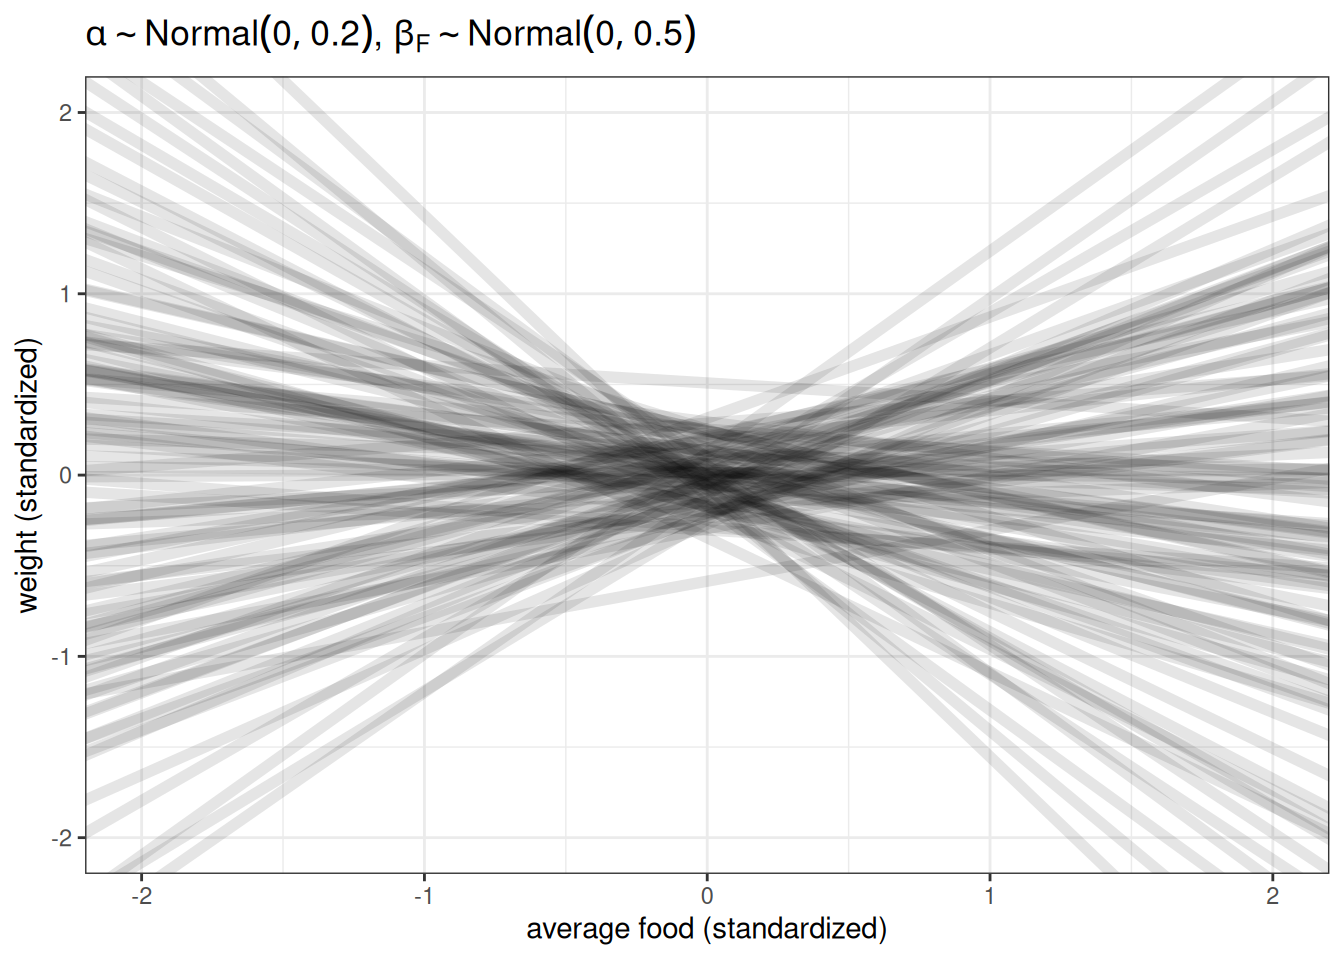 α ~ Normal(0, 0.2), β_F ~ Normal(0, 0.5)
weight (standardized)
2
1
0
-1
-2
-2 -1 0 1 2
average food (standardized)